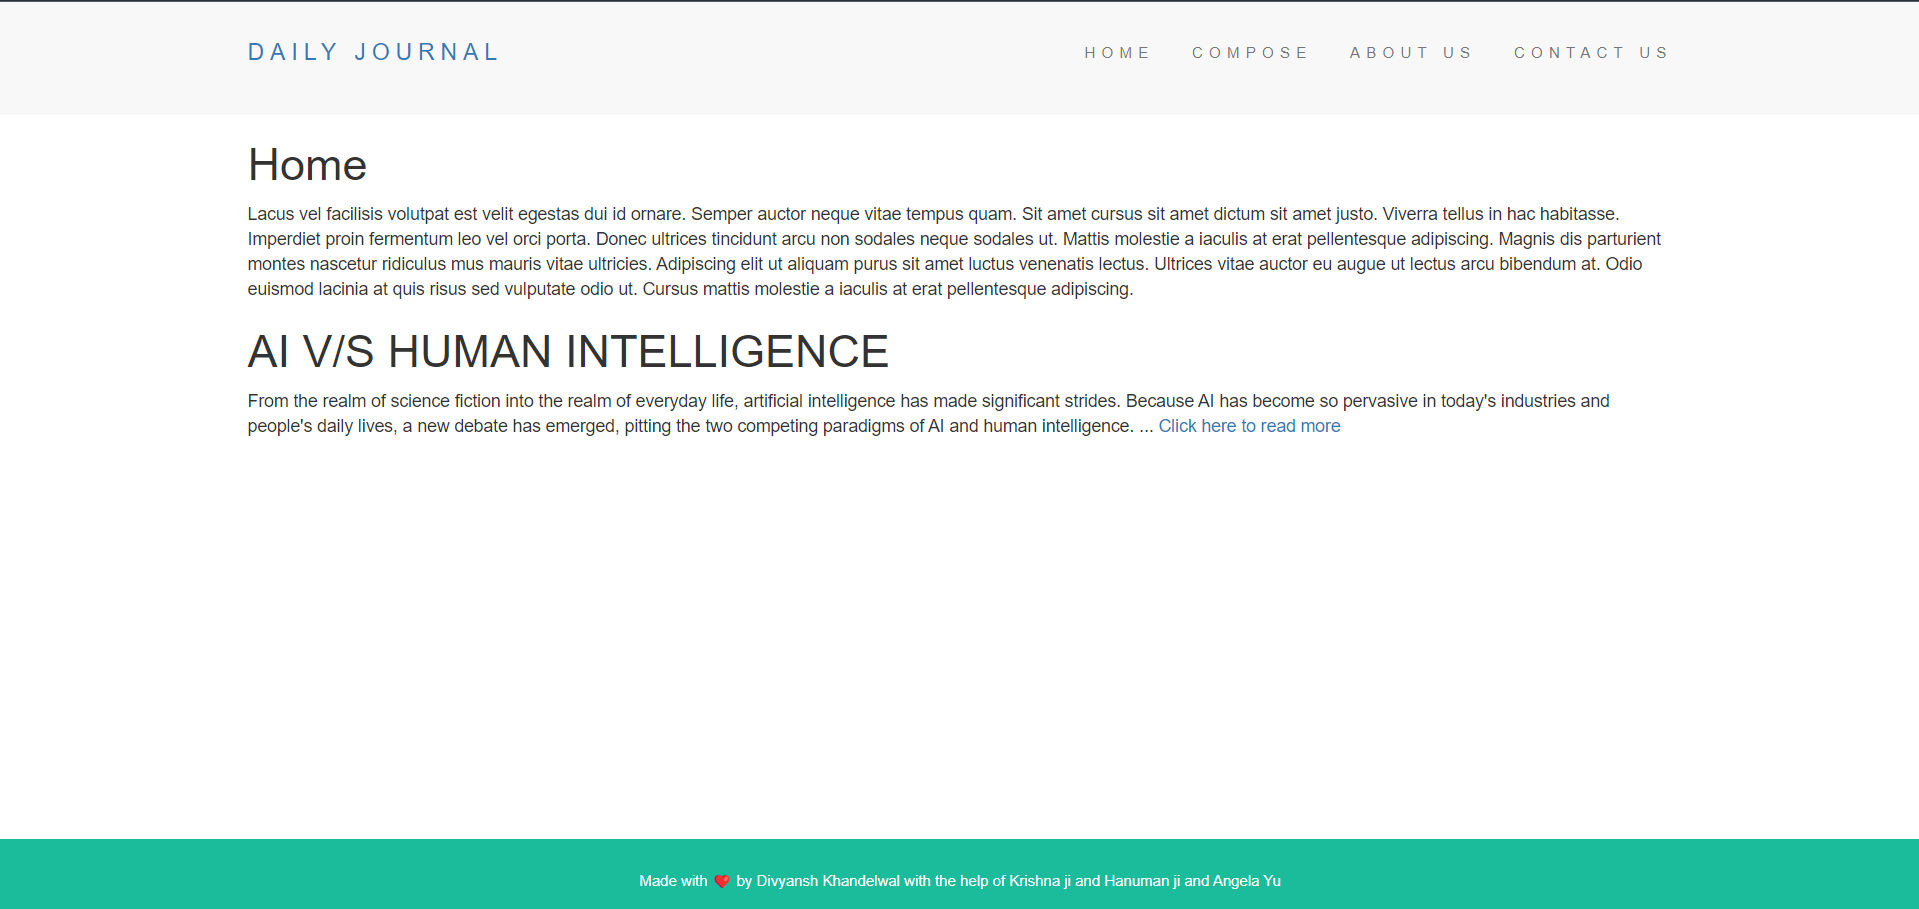 DAILY JOURNAL
HOME COMPOSE ABOUT US CONTACT US
Home
Lacus vel facilisis volutpat est velit egestas dui id ornare. Semper auctor neque vitae tempus quam. Sit amet cursus sit amet dictum sit amet justo. Viverra tellus in hac habitasse.
Imperdiet proin fermentum leo vel orci porta. Donec ultrices tincidunt arcu non sodales neque sodales ut. Mattis molestie a iaculis at erat pellentesque adipiscing. Magnis dis parturient
montes nascetur ridiculus mus mauris vitae ultricies. Adipiscing elit ut aliquam purus sit amet luctus venenatis lectus. Ultrices vitae auctor eu augue ut lectus arcu bibendum at. Odio
euismod lacinia at quis risus sed vulputate odio ut. Cursus mattis molestie a iaculis at erat pellentesque adipiscing.
AI V/S HUMAN INTELLIGENCE
From the realm of science fiction into the realm of everyday life, artificial intelligence has made significant strides. Because AI has become so pervasive in today's industries and
people's daily lives, a new debate has emerged, pitting the two competing paradigms of AI and human intelligence. ... Click here to read more
Made with ❤ by Divyansh Khandelwal with the help of Krishna ji and Hanuman ji and Angela Yu